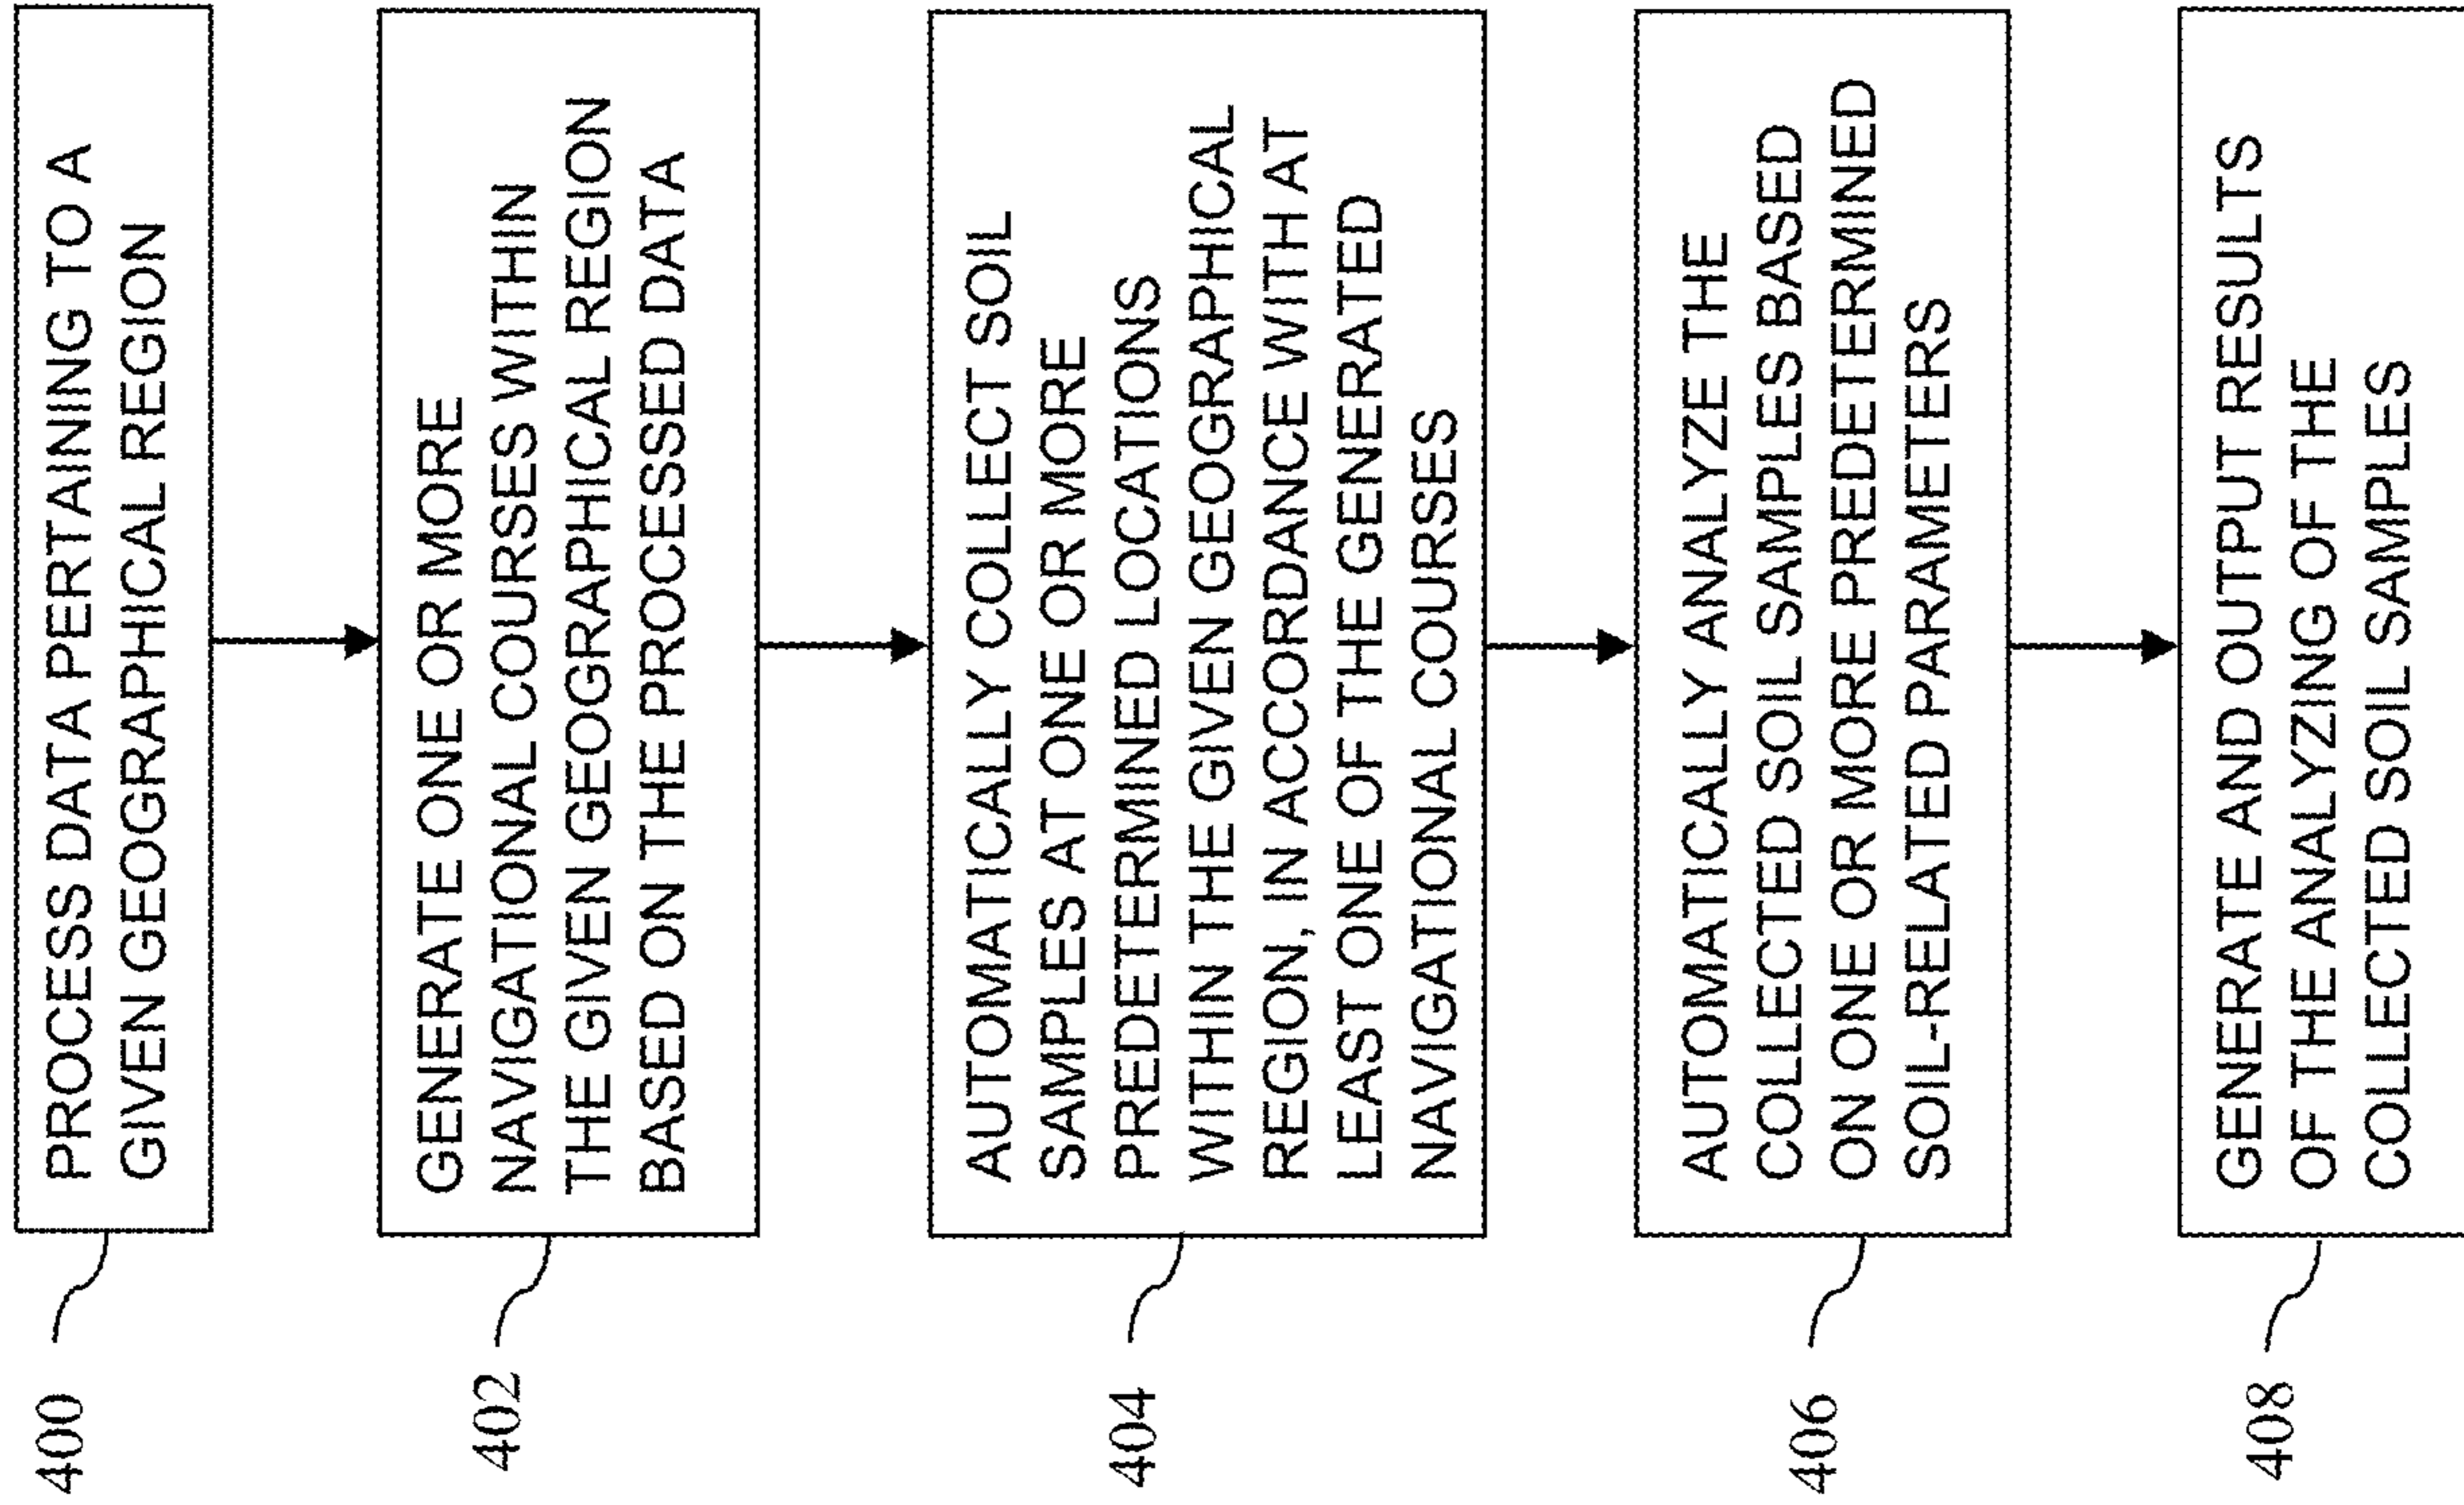 400
PROCESS DATA PERTAINING TO A
GIVEN GEOGRAPHICAL REGION
402
GENERATE ONE OR MORE
NAVIGATIONAL COURSES WITHIN
THE GIVEN GEOGRAPHICAL REGION
BASED ON THE PROCESSED DATA
404
AUTOMATICALLY COLLECT SOIL
SAMPLES AT ONE OR MORE
PREDETERMINED LOCATIONS
WITHIN THE GIVEN GEOGRAPHICAL
REGION, IN ACCORDANCE WITH AT
LEAST ONE OF THE GENERATED
NAVIGATIONAL COURSES
406
AUTOMATICALLY ANALYZE THE
COLLECTED SOIL SAMPLES BASED
ON ONE OR MORE PREDETERMINED
SOIL-RELATED PARAMETERS
408
GENERATE AND OUTPUT RESULTS
OF THE ANALYZING OF THE
COLLECTED SOIL SAMPLES